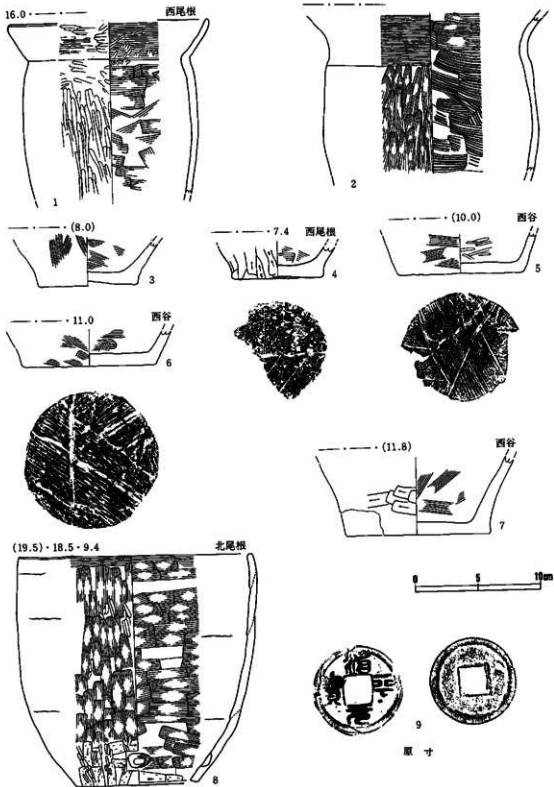 16.0・―・― 西尾根
―・―・―
1
2
―・―・(8.0)
3
―・―・7.4 西尾根
4
―・―・(10.0) 西谷
5
―・―・11.0 西谷
6
―・―・(11.8) 西谷
7
(19.5)・18.5・9.4 北尾根
8
0 5 10cm
9
原寸